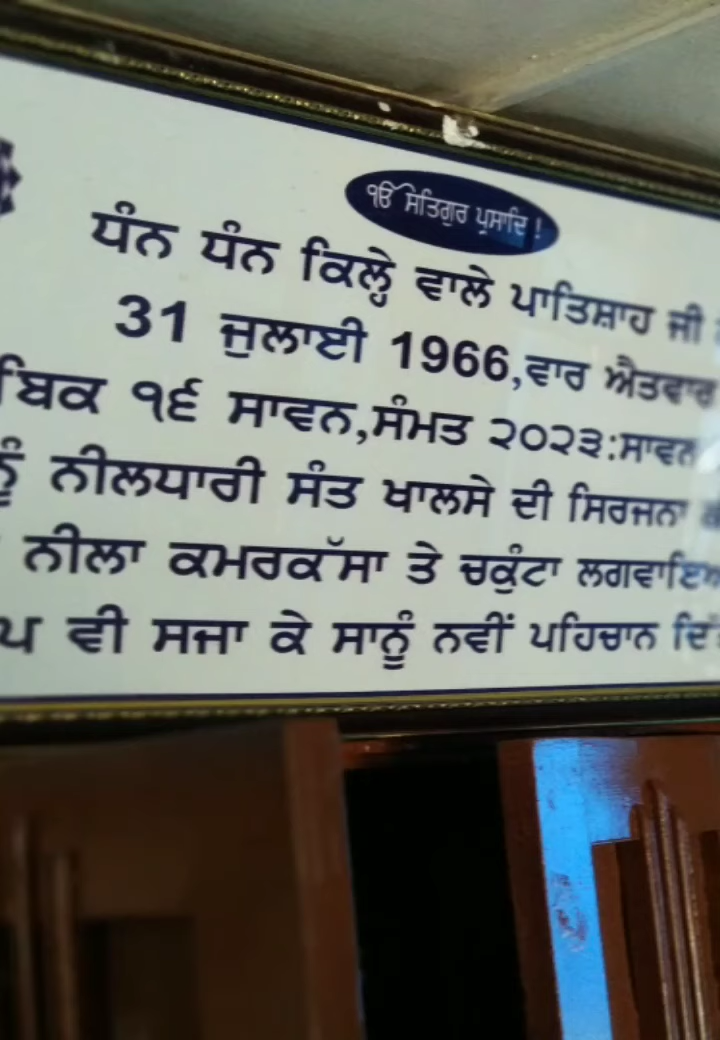 ੴ ਸਤਿਗੁਰ ਪ੍ਰਸਾਦਿ !
ਧੰਨ ਧੰਨ ਕਿਲ੍ਹੇ ਵਾਲੇ ਪਾਤਿਸ਼ਾਹ ਜੀ
31 ਜੁਲਾਈ 1966,ਵਾਰ ਐਤਵਾਰ
ਬਿਕ ੧੬ ਸਾਵਨ,ਸੰਮਤ ੨੦੨੩:ਸਾਵਨ
ਨੂੰ ਨੀਲਧਾਰੀ ਸੰਤ ਖਾਲਸੇ ਦੀ ਸਿਰਜਨਾ
ਨੀਲਾ ਕਮਰਕੱਸਾ ਤੇ ਚਕੁੰਟਾ ਲਗਵਾਇਆ
ਪ ਵੀ ਸਜਾ ਕੇ ਸਾਨੂੰ ਨਵੀਂ ਪਹਿਚਾਨ